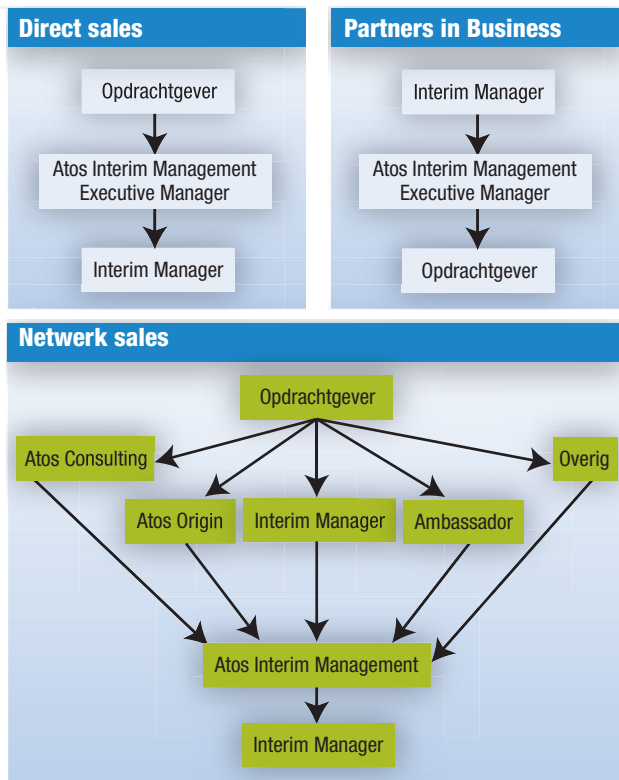 Direct sales
Opdrachtgever
Atos Interim Management
Executive Manager
Interim Manager
Partners in Business
Interim Manager
Atos Interim Management
Executive Manager
Opdrachtgever
Netwerk sales
Opdrachtgever
Atos Consulting
Overig
Atos Origin
Interim Manager
Ambassador
Atos Interim Management
Interim Manager